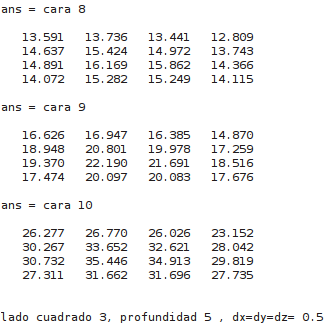 ans = cara 8
13.591 13.736 13.441 12.809
14.637 15.424 14.972 13.743
14.891 16.169 15.862 14.366
14.072 15.282 15.249 14.115
ans = cara 9
16.626 16.947 16.385 14.870
18.948 20.801 19.978 17.259
19.370 22.190 21.691 18.516
17.474 20.097 20.083 17.676
ans = cara 10
26.277 26.770 26.026 23.152
30.267 33.652 32.621 28.042
30.732 35.446 34.913 29.819
27.311 31.662 31.696 27.735
lado cuadrado 3, profundidad 5 , dx=dy=dz= 0.5